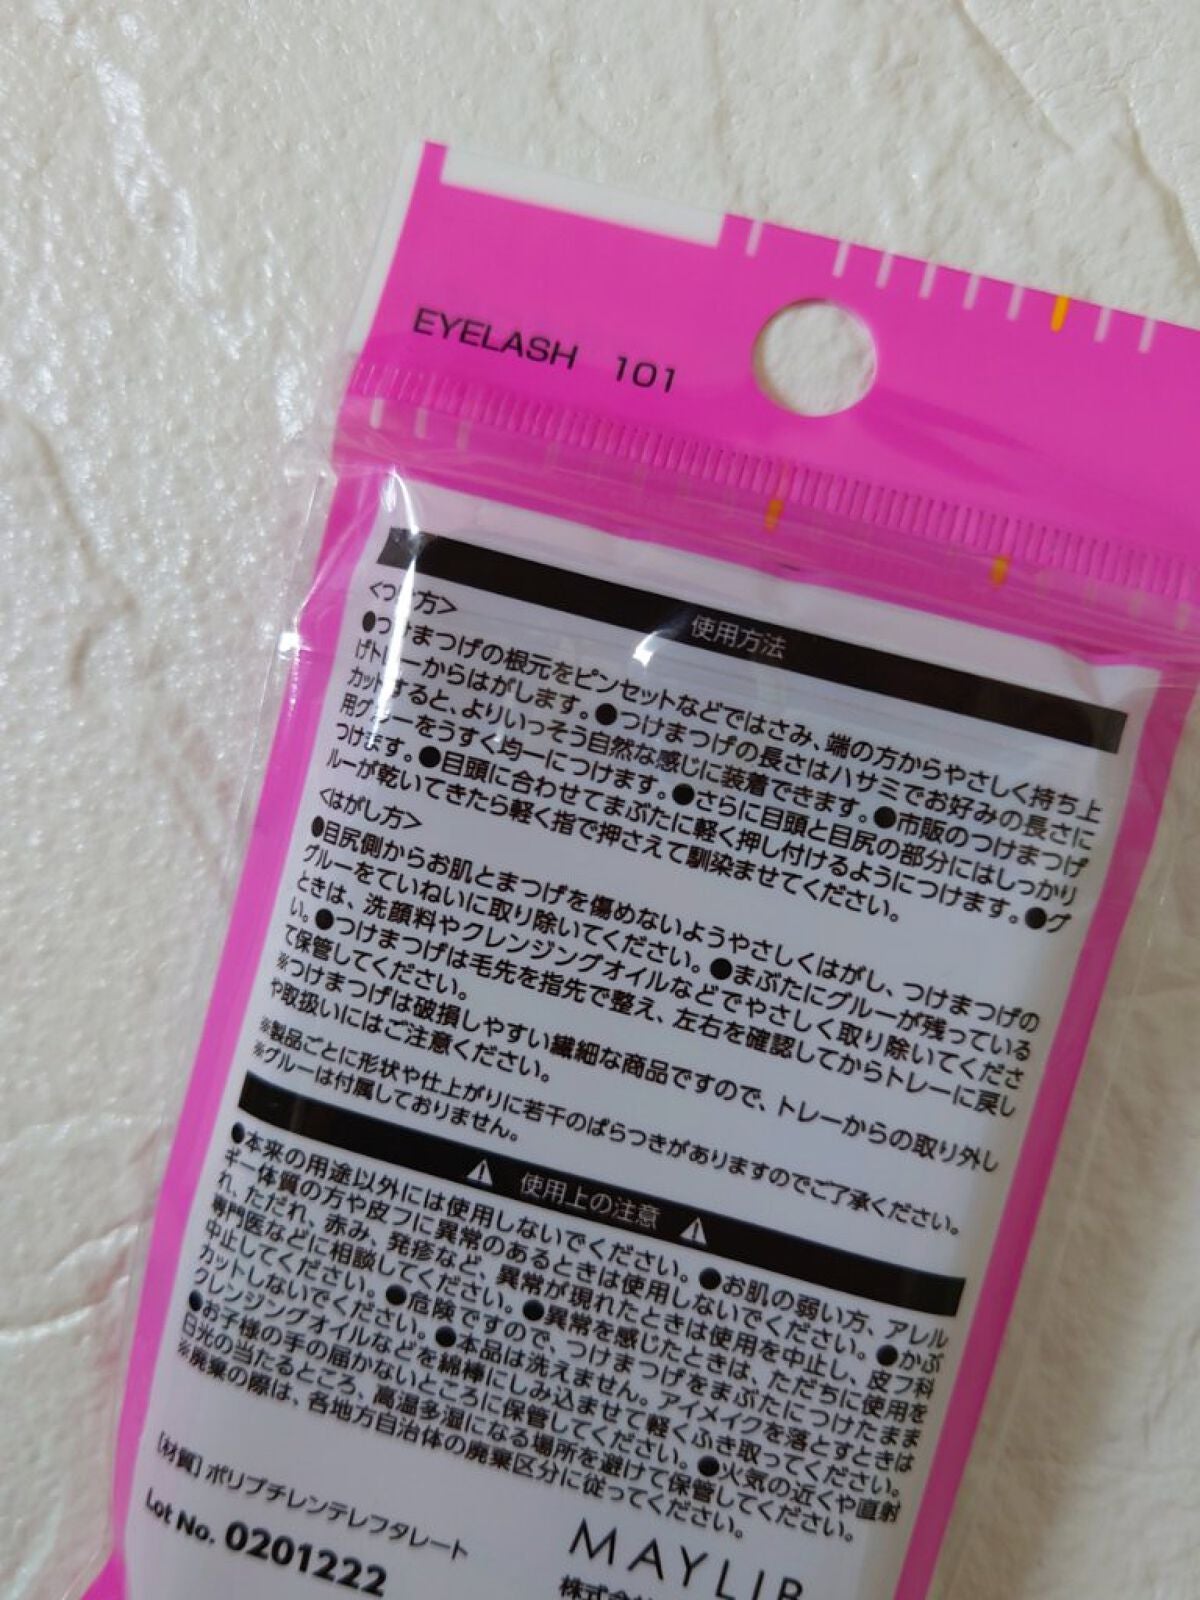 EYELASH 101
使用方法
<つけ方>
●つけまつげの根元をピンセットなどではさみ、端の方からやさしく持ち上
げトレーからはがします。●つけまつげの長さはハサミでお好みの長さに
カットすると、よりいっそう自然な感じに装着できます。●市販のつけまつげ
用グルーをうすく均一につけます。●さらに目頭と目尻の部分にはしっかり
つけます。●目頭に合わせてまぶたに軽く押し付けるようにつけます。●グ
ルーが乾いてきたら軽く指で押さえて馴染ませてください。
<はがし方>
●目尻側からお肌とまつげを傷めないようやさしくはがし、つけまつげの
グルーをていねいに取り除いてください。●まぶたにグルーが残っている
ときは、洗顔料やクレンジングオイルなどでやさしく取り除いてくださ
い。●つけまつげは毛先を指先で整え、左右を確認してからトレーに戻し
て保管してください。
※つけまつげは破損しやすい繊細な商品ですので、トレーからの取り外し
や取扱いにはご注意ください。
※製品ごとに形状や仕上がりに若干のばらつきがありますのでご了承ください。
※グルーは付属しておりません。
⚠ 使用上の注意 ⚠
●本来の用途以外には使用しないでください。●お肌の弱い方、アレル
ギー体質の方や皮フに異常のあるときは使用しないでください。●かぶ
れ、ただれ、赤み、発疹など、異常が現れたときは使用を中止し、皮フ科
専門医などに相談してください。●異常を感じたときは、ただちに使用を
中止してください。●危険ですので、つけまつげをまぶたにつけたまま
カットしないでください。●本品は洗えません。アイメイクを落とすときは
クレンジングオイルなどを綿棒にしみ込ませて軽くふき取ってください。
●お子様の手の届かないところに保管してください。●火気の近くや直射
日光の当たるところ、高温多湿になる場所を避けて保管してください。
※廃棄の際は、各地方自治体の廃棄区分に従ってください。
[材質] ポリブチレンテレフタレート
Lot No. 0201222
MAYLIB
株式会